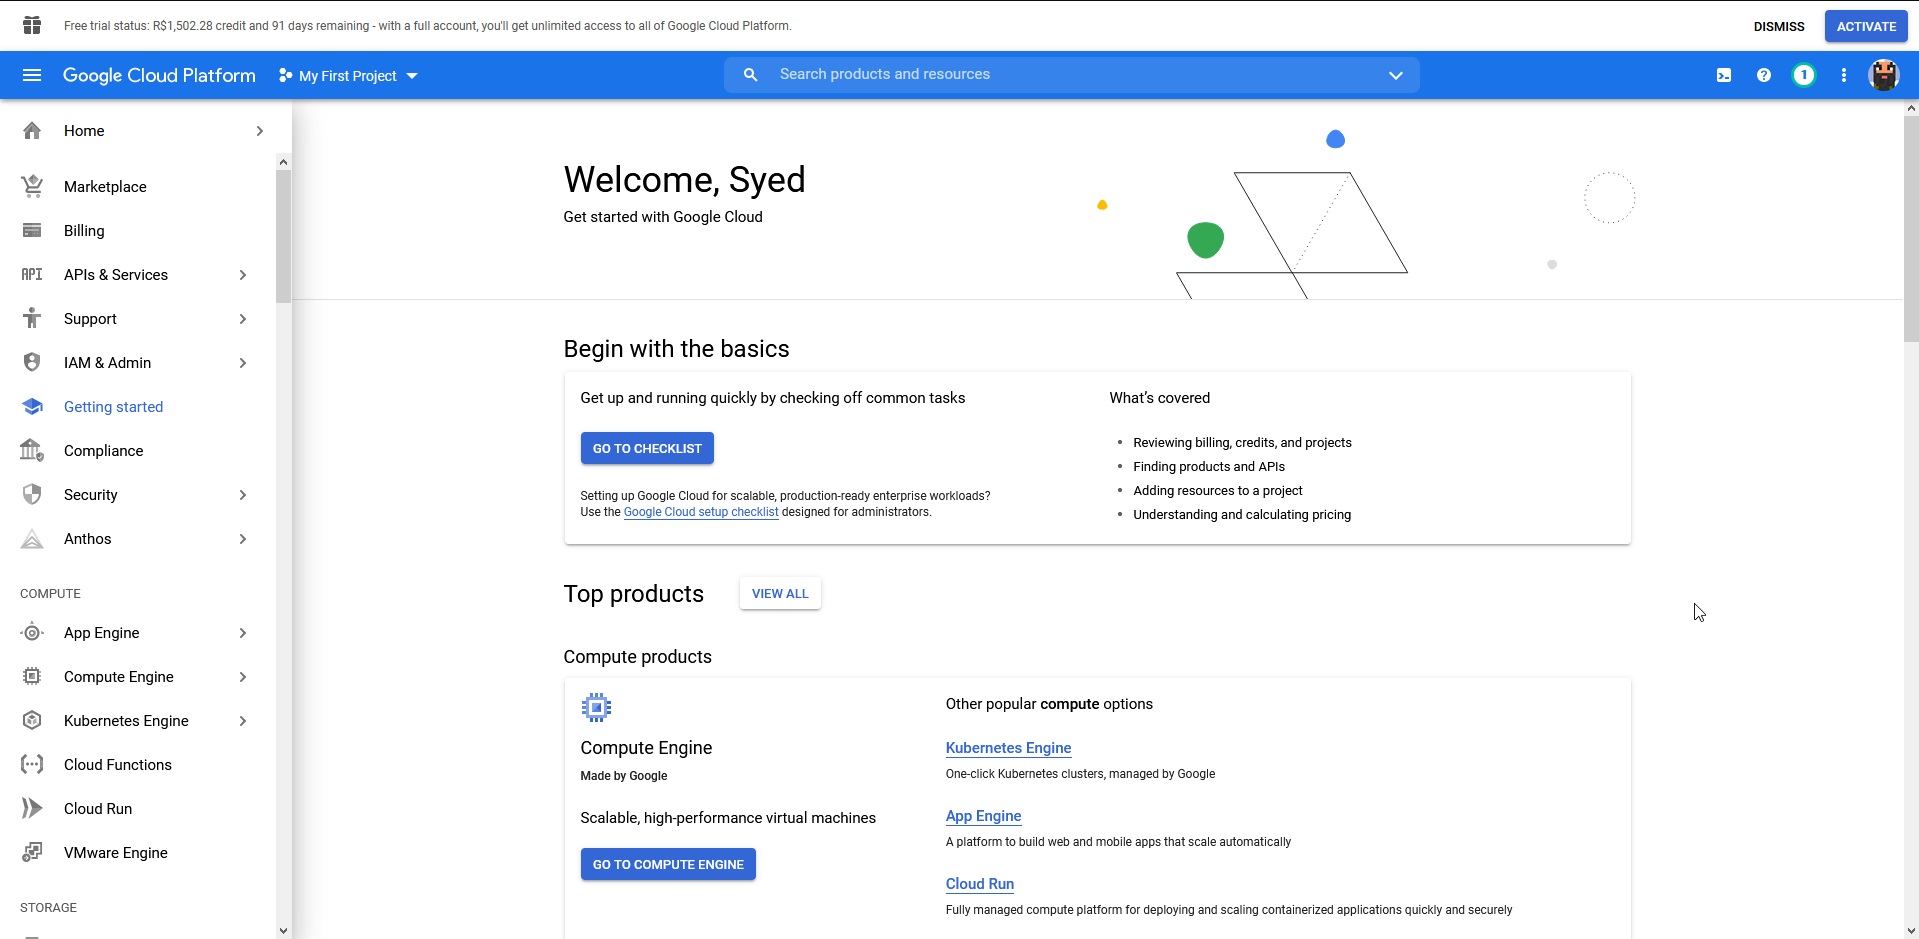 Free trial status: R$1,502.28 credit and 91 days remaining - with a full account, you'll get unlimited access to all of Google Cloud Platform.
DISMISS
ACTIVATE
Google Cloud Platform
My First Project
Search products and resources
1
Home
Marketplace
Billing
API APIs & Services
Support
IAM & Admin
Getting started
Compliance
Security
Anthos
COMPUTE
App Engine
Compute Engine
Kubernetes Engine
Cloud Functions
Cloud Run
VMware Engine
STORAGE
Welcome, Syed
Get started with Google Cloud
Begin with the basics
Get up and running quickly by checking off common tasks
GO TO CHECKLIST
Setting up Google Cloud for scalable, production-ready enterprise workloads?
Use the Google Cloud setup checklist designed for administrators.
What's covered
• Reviewing billing, credits, and projects
• Finding products and APIs
• Adding resources to a project
• Understanding and calculating pricing
Top products
VIEW ALL
Compute products
Compute Engine
Made by Google
Scalable, high-performance virtual machines
GO TO COMPUTE ENGINE
Other popular compute options
Kubernetes Engine
One-click Kubernetes clusters, managed by Google
App Engine
A platform to build web and mobile apps that scale automatically
Cloud Run
Fully managed compute platform for deploying and scaling containerized applications quickly and securely